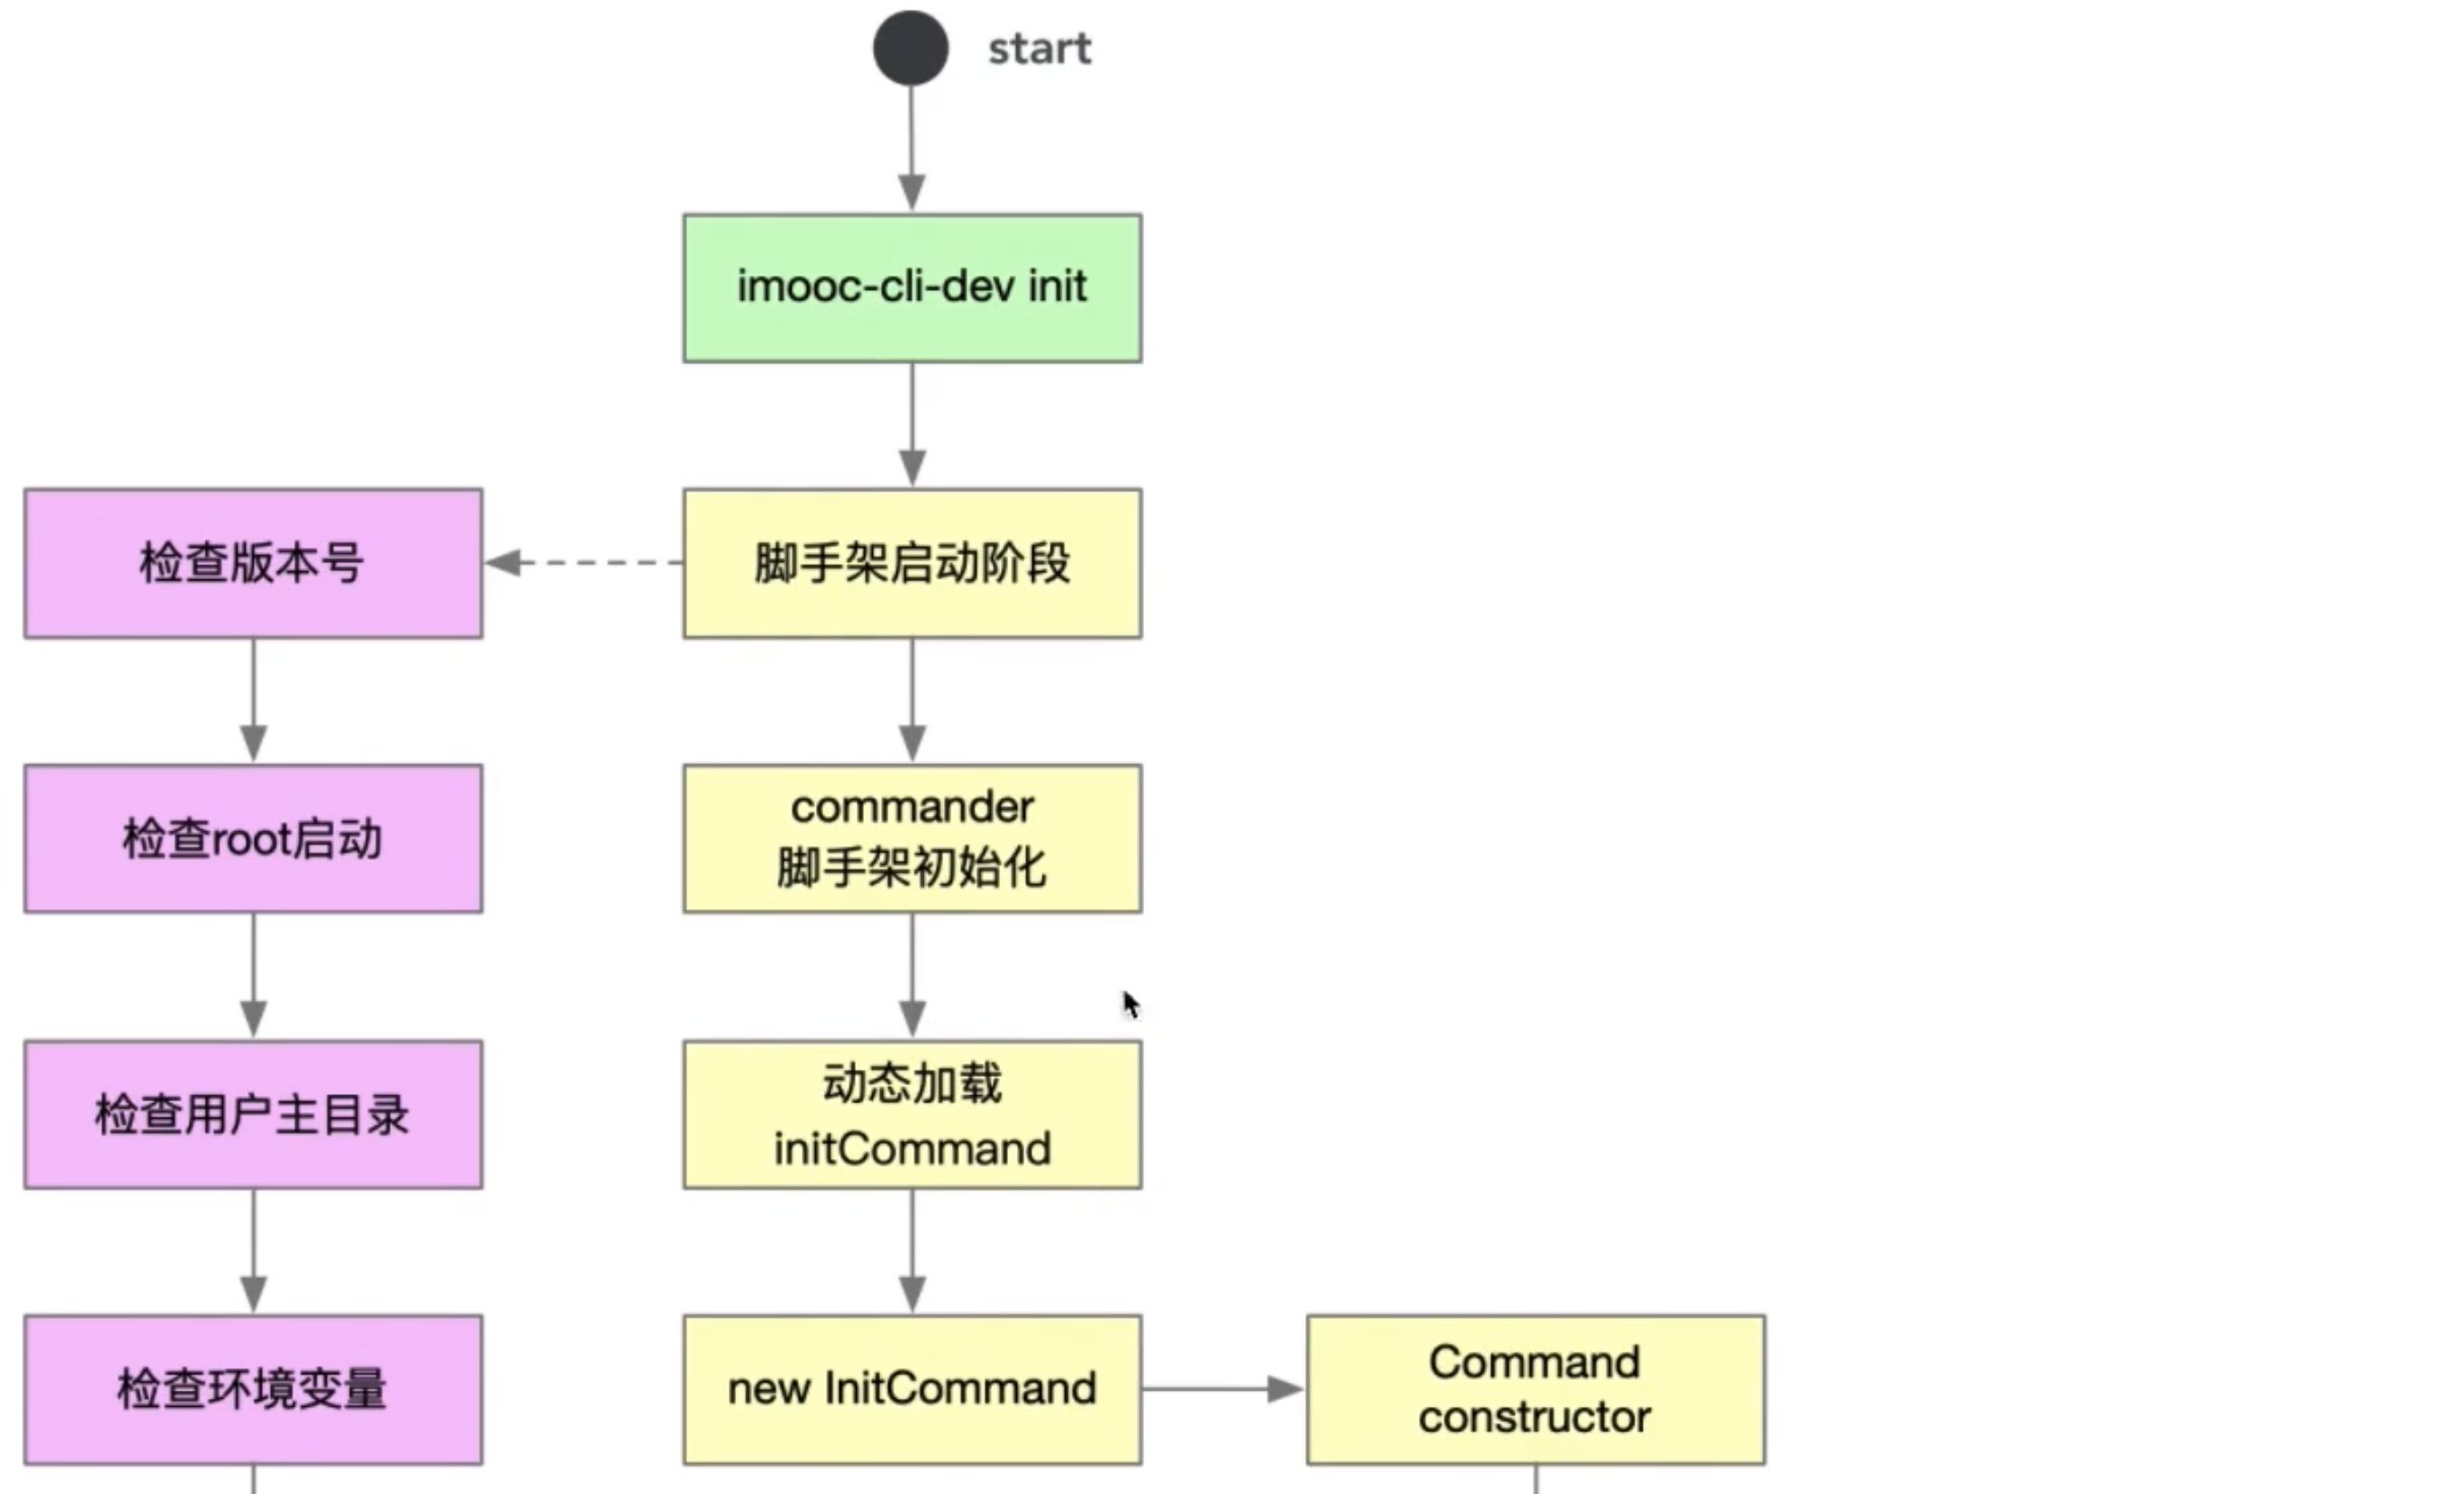 start
imooc-cli-dev init
检查版本号
脚手架启动阶段
检查root启动
commander
脚手架初始化
检查用户主目录
动态加载
initCommand
检查环境变量
new InitCommand
Command
constructor